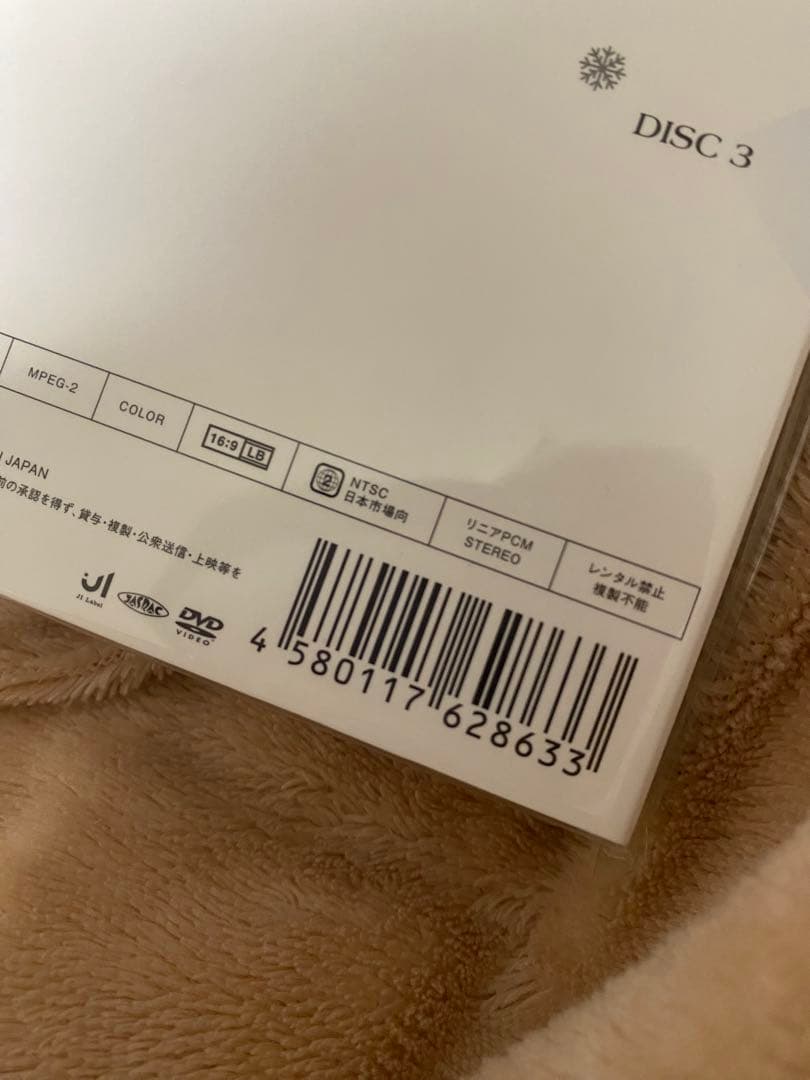 DISC 3
MPEG-2
COLOR
16:9 LB
2
NTSC
日本市場向
リニアPCM
STEREO
レンタル禁止
複製不能
JAPAN
前の承認を得ず、貸与・複製・公衆送信・上映等を
J1 Label
JASRAC
DVD
VIDEO
4 580117 628633